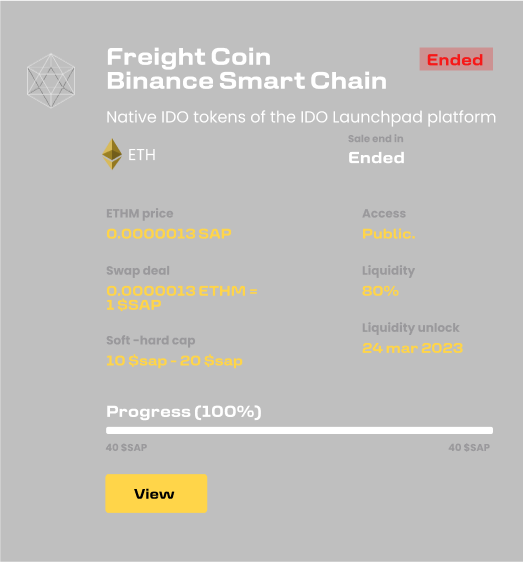 Freight Coin
Binance Smart Chain
Ended
Native IDO tokens of the IDO Launchpad platform
ETH
Sale end in
Ended
ETHM price
0.0000013 SAP
Access
Public.
Swap deal
0.0000013 ETHM =
1 $SAP
Liquidity
80%
Soft -hard cap
10 $sap - 20 $sap
Liquidity unlock
24 mar 2023
Progress (100%)
40 $SAP
40 $SAP
View